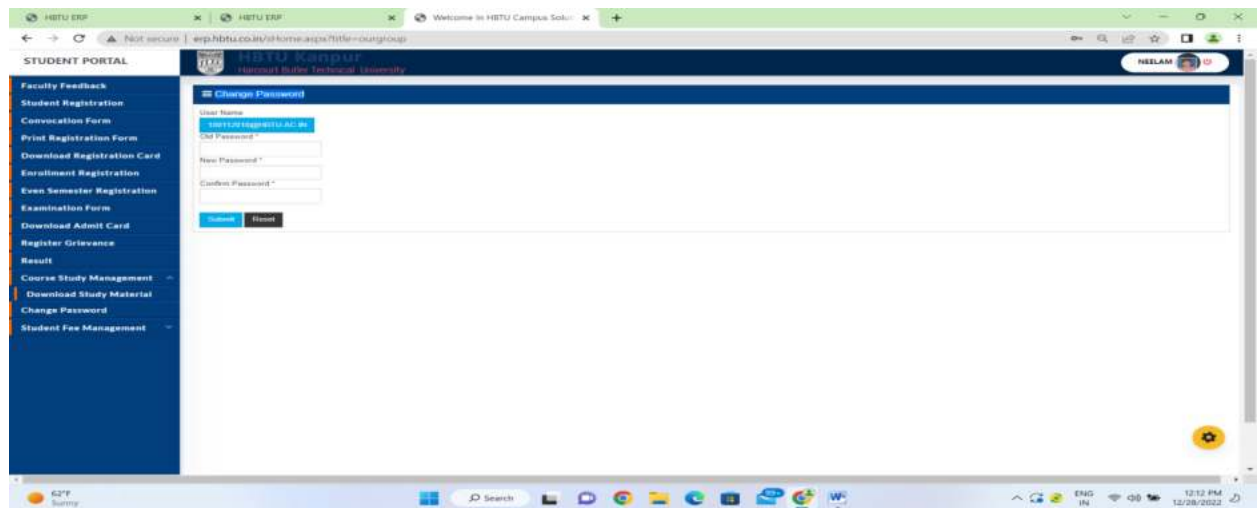 HBTU ERP
HBTU ERP
Welcome in HBTU Campus Solu
Not secure erp.hbtu.co.in/sHome.aspx?title=ourgroup
STUDENT PORTAL
HBTU Kanpur
Harcourt Butler Technical University
NEELAM
Faculty Feedback
Student Registration
Convocation Form
Print Registration Form
Download Registration Card
Enrollment Registration
Even Semester Registration
Examination Form
Download Admit Card
Register Grievance
Result
Course Study Management
Download Study Material
Change Password
Student Fee Management
Change Password
User Name
Old Password *
New Password *
Confirm Password *
Submit Reset
62°F
Sunny
Search
ENG
IN
12:12 PM
12/28/2022